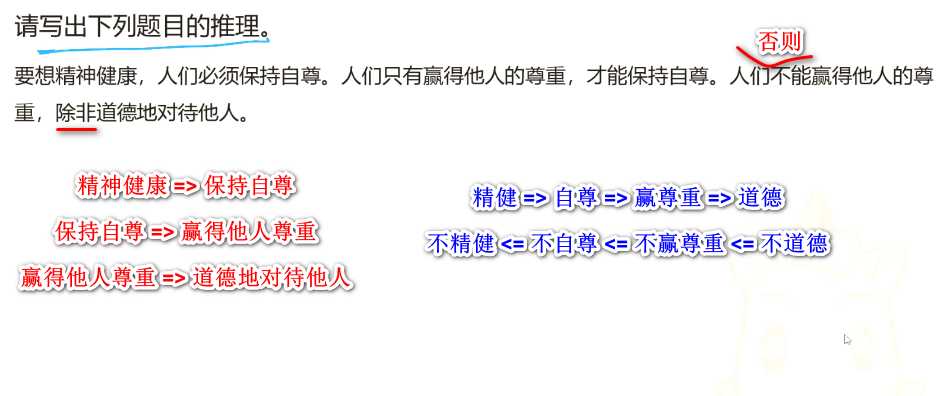 请写出下列题目的推理。
否则
要想精神健康，人们必须保持自尊。人们只有赢得他人的尊重，才能保持自尊。人们不能赢得他人的尊
重，除非道德地对待他人。
精神健康 => 保持自尊
保持自尊 => 赢得他人尊重
赢得他人尊重 => 道德地对待他人
精健 => 自尊 => 赢尊重 => 道德
不精健 <= 不自尊 <= 不赢尊重 <= 不道德